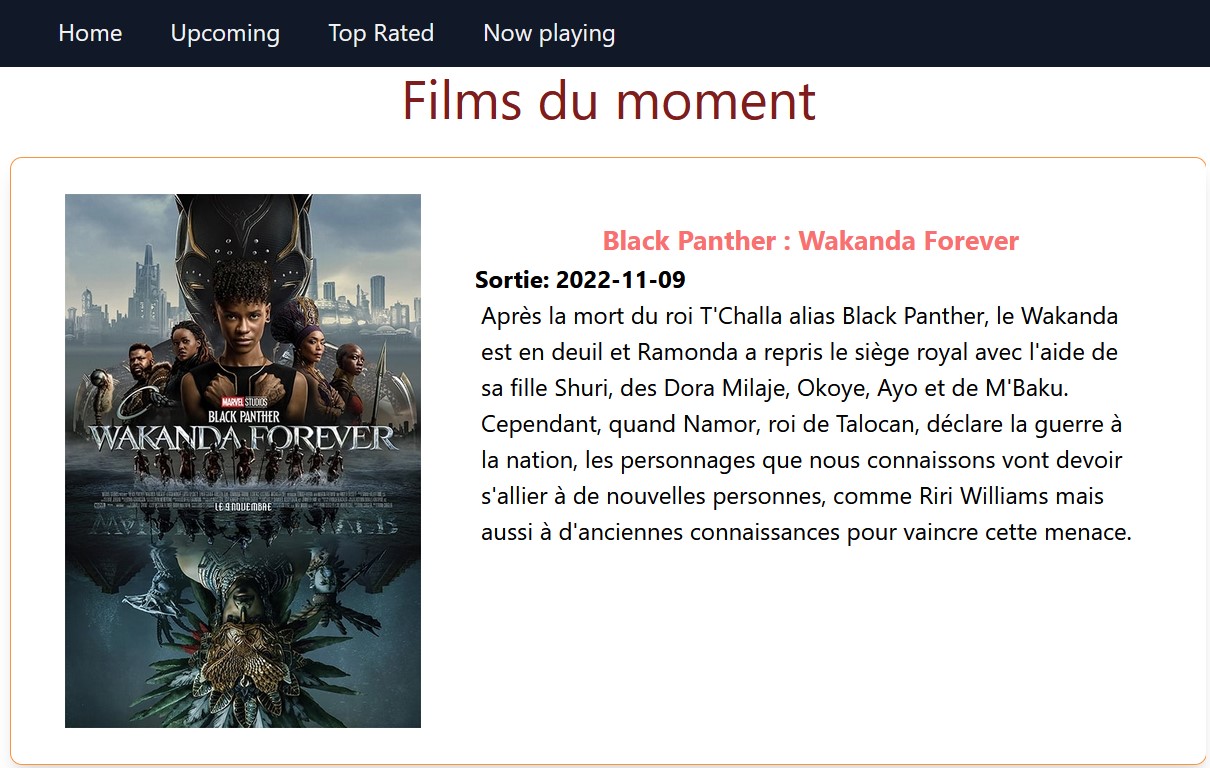 Home Upcoming Top Rated Now playing
Films du moment
Black Panther : Wakanda Forever
Sortie: 2022-11-09
Après la mort du roi T'Challa alias Black Panther, le Wakanda
est en deuil et Ramonda a repris le siège royal avec l'aide de
sa fille Shuri, des Dora Milaje, Okoye, Ayo et de M'Baku.
Cependant, quand Namor, roi de Talocan, déclare la guerre à
la nation, les personnages que nous connaissons vont devoir
s'allier à de nouvelles personnes, comme Riri Williams mais
aussi à d'anciennes connaissances pour vaincre cette menace.
MARVEL STUDIOS
BLACK PANTHER
WAKANDA FOREVER
LE 9 NOVEMBRE